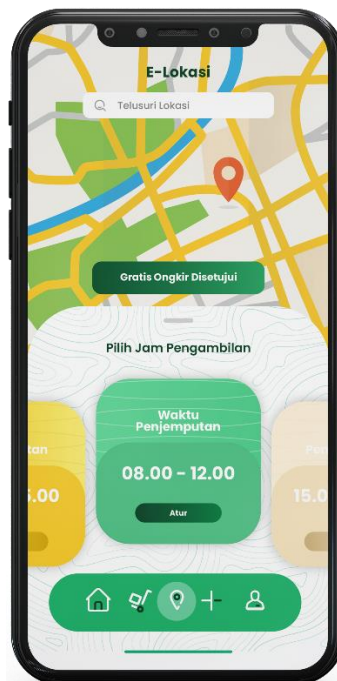 E-Lokasi
Telusuri Lokasi
Gratis Ongkir Disetujui
Pilih Jam Pengambilan
Waktu
Penjemputan
08.00 - 12.00
Atur